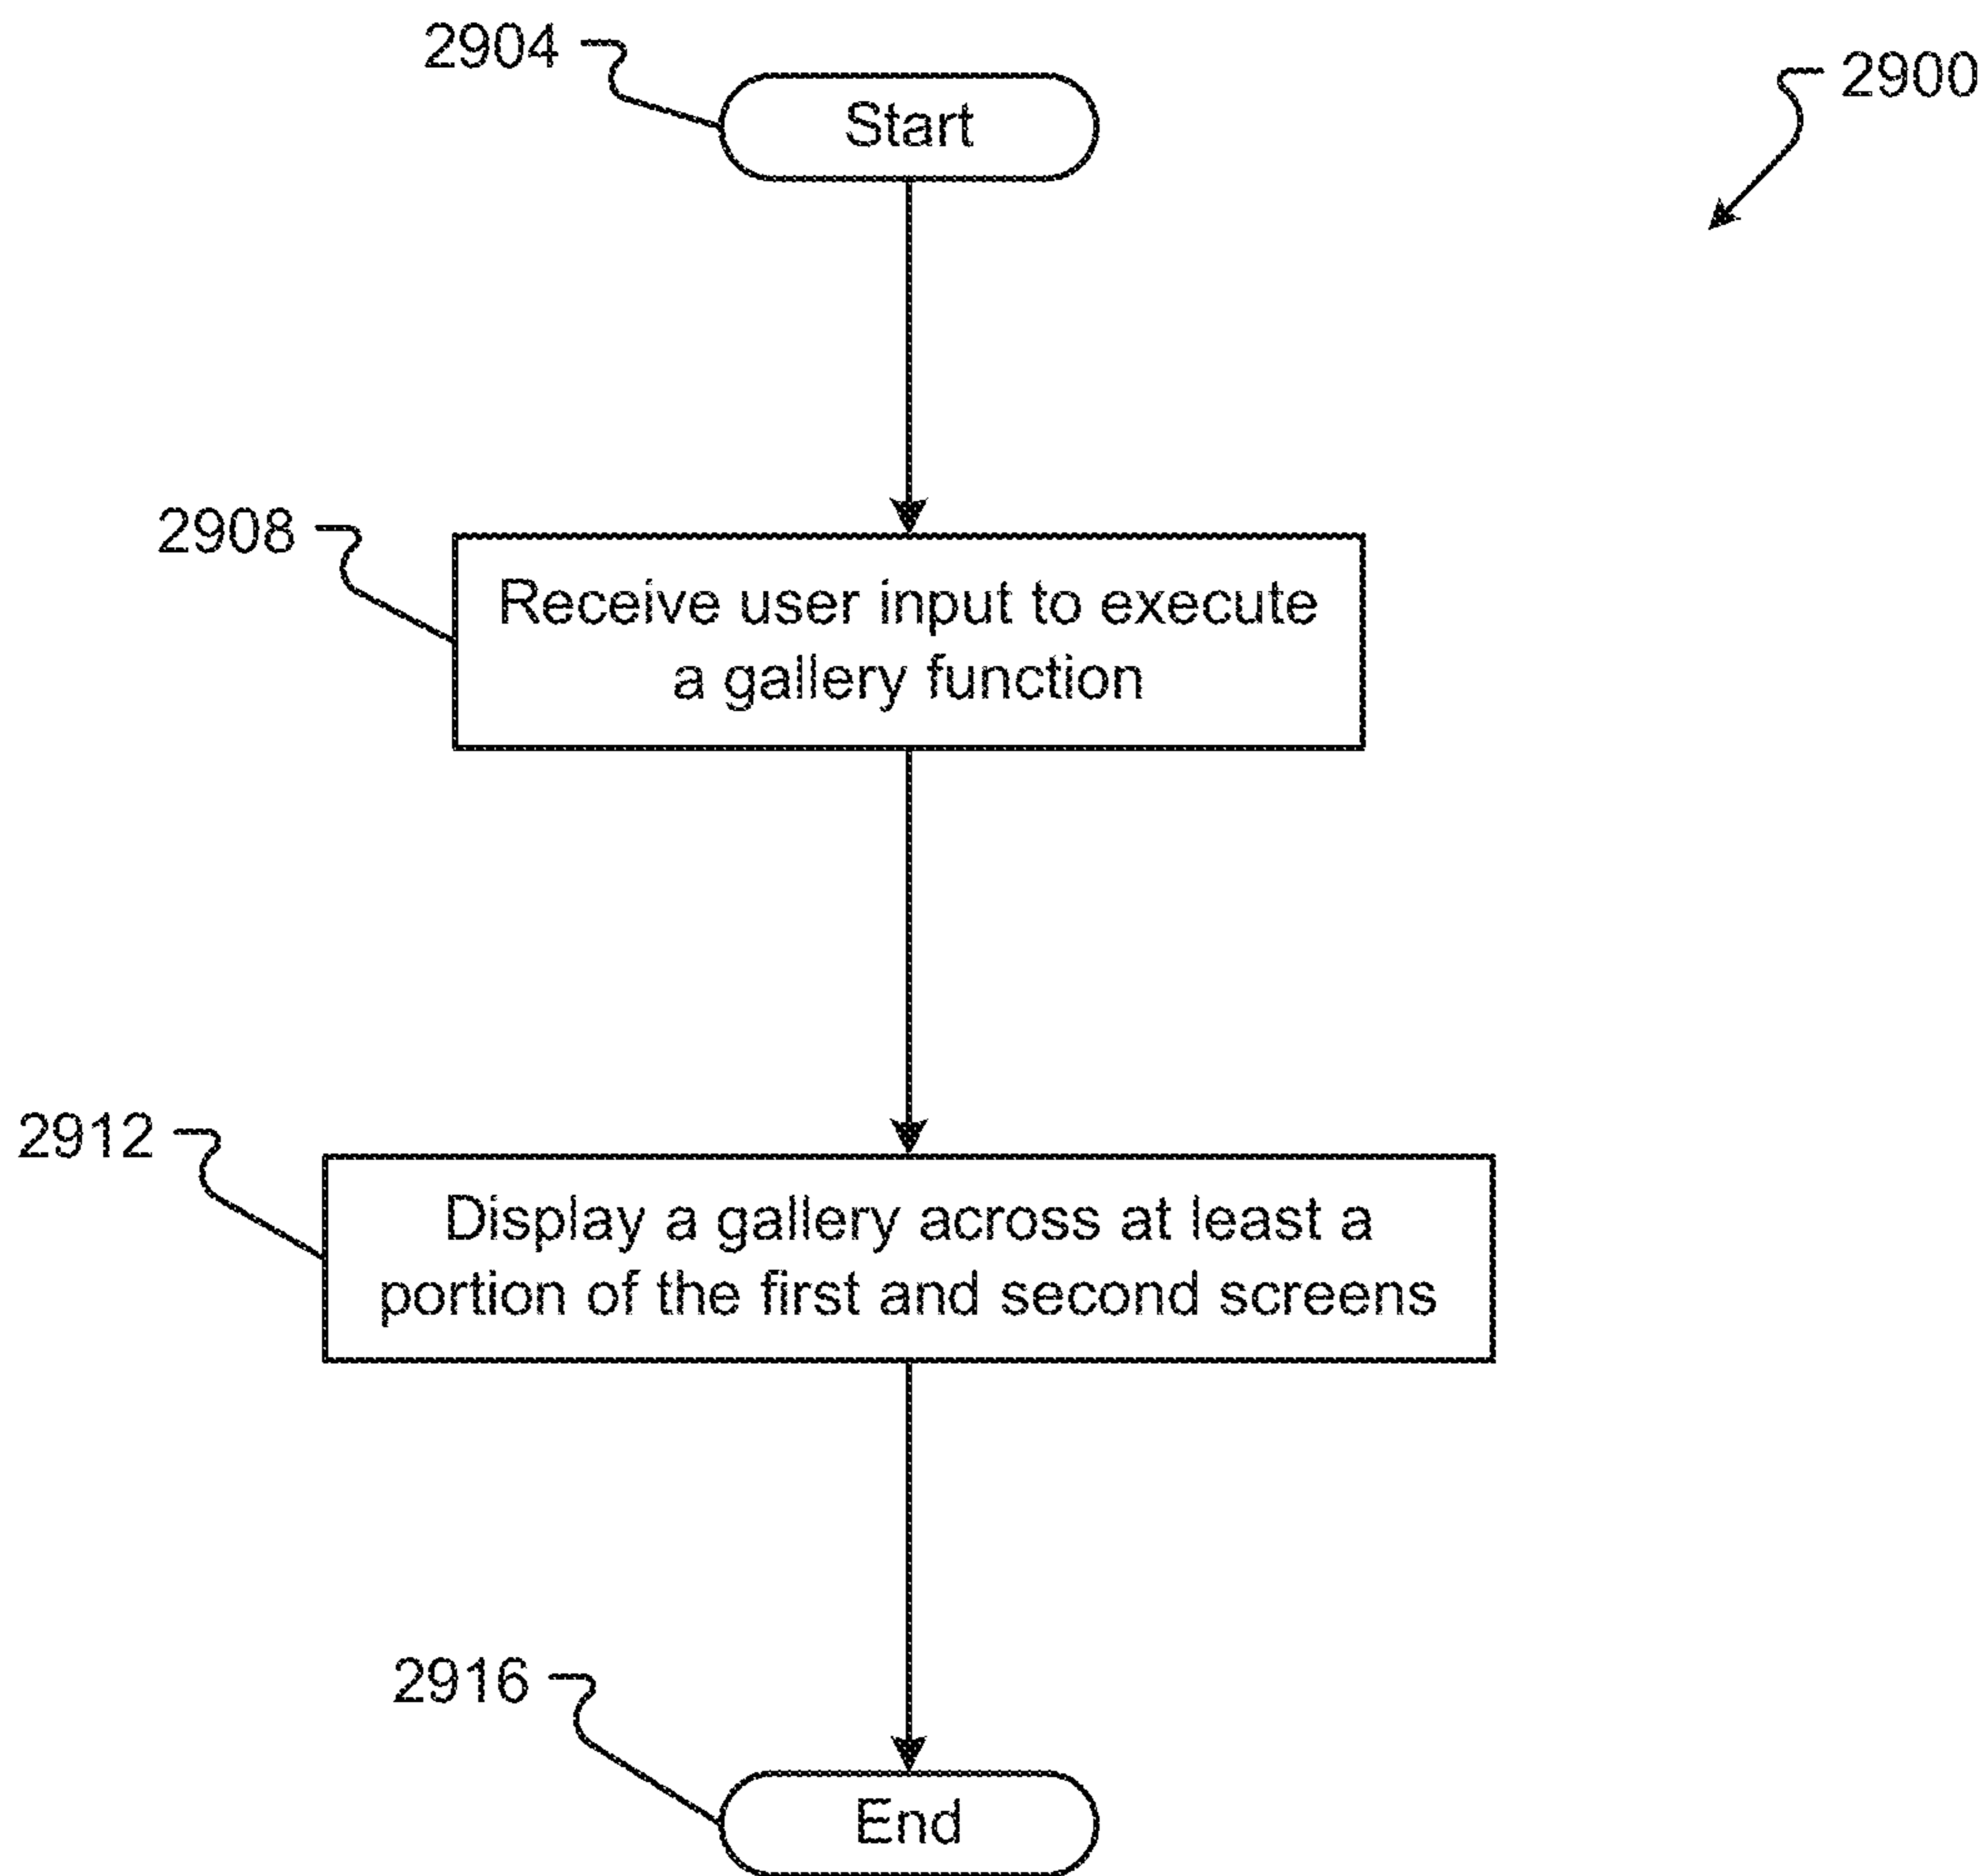 2904
Start
2900
2908
Receive user input to execute
a gallery function
2912
Display a gallery across at least a
portion of the first and second screens
2916
End